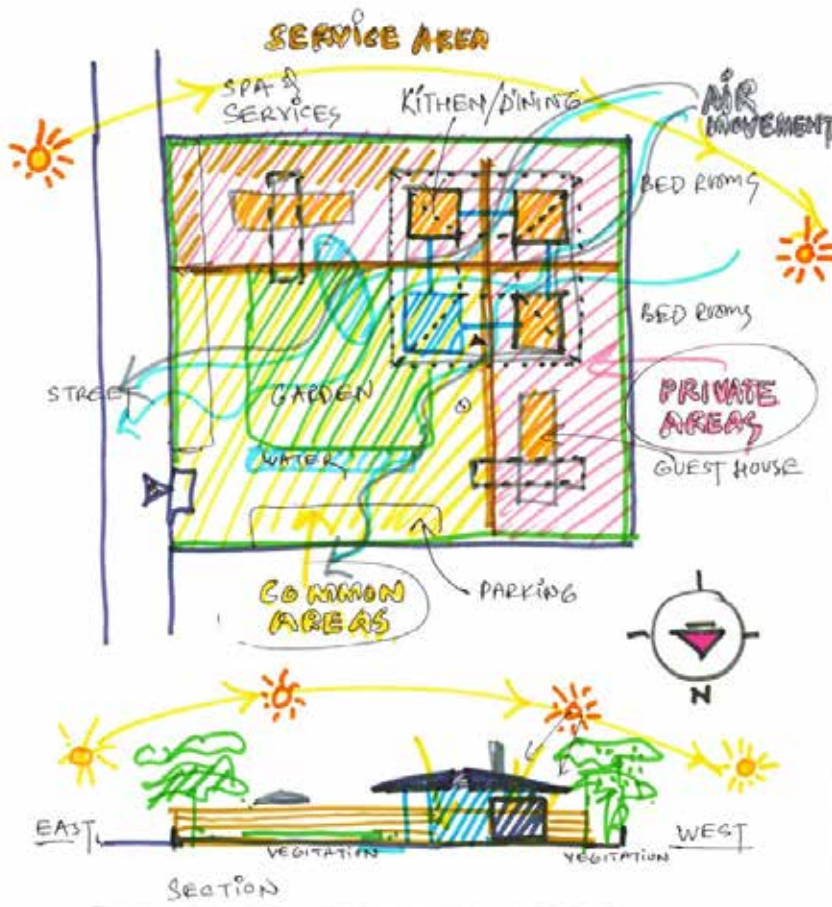 SERVICE AREA
SPA &
SERVICES
KITHEN/DINING
AIR
MOVEMENT
BED ROOMS
BED ROOMS
STREET
GARDEN
PRIVATE
AREAS
WATER
GUEST HOUSE
COMMON
AREAS
PARKING
N
EAST
VEGITATION
VEGITATION
WEST
SECTION